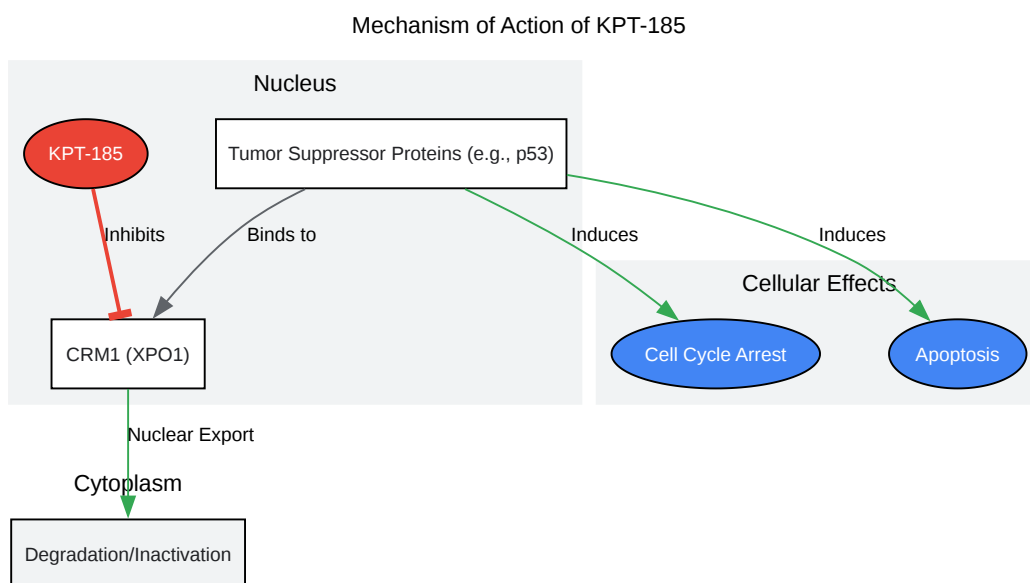 Mechanism of Action of KPT-185
Nucleus
KPT-185
Tumor Suppressor Proteins (e.g., p53)
Inhibits
Binds to
Induces
Induces
Cellular Effects
CRM1 (XPO1)
Cell Cycle Arrest
Apoptosis
Nuclear Export
Cytoplasm
Degradation/Inactivation